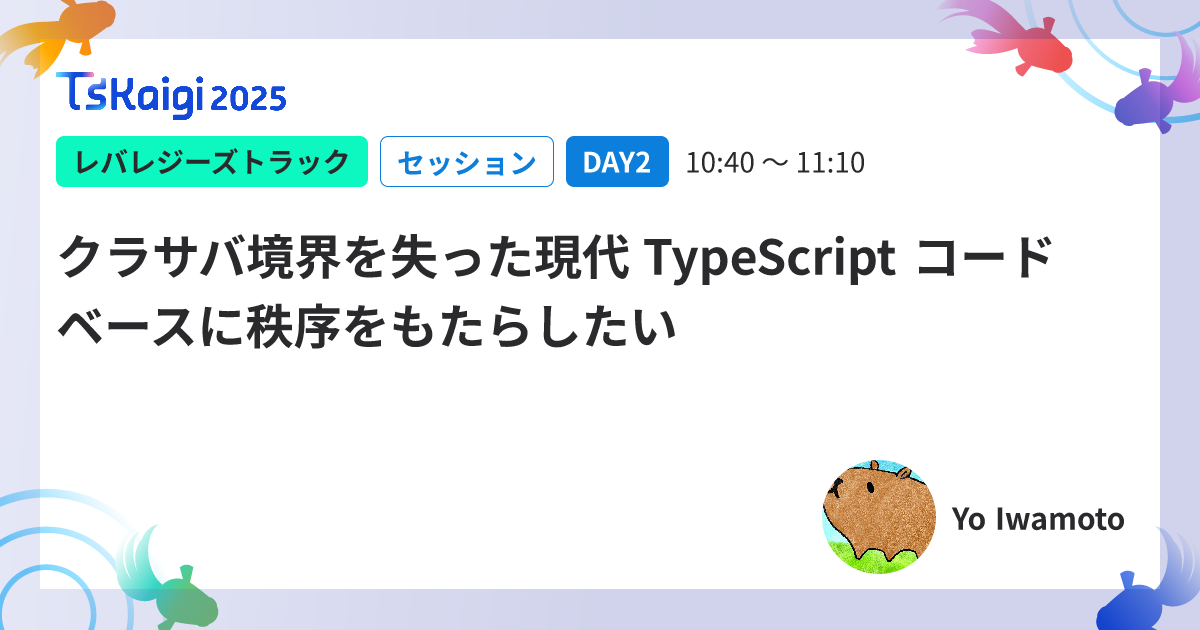 TSKaigi 2025
レバレジーズトラック セッション DAY2 10:40 〜 11:10
クラサバ境界を失った現代 TypeScript コード
ベースに秩序をもたらしたい
Yo Iwamoto